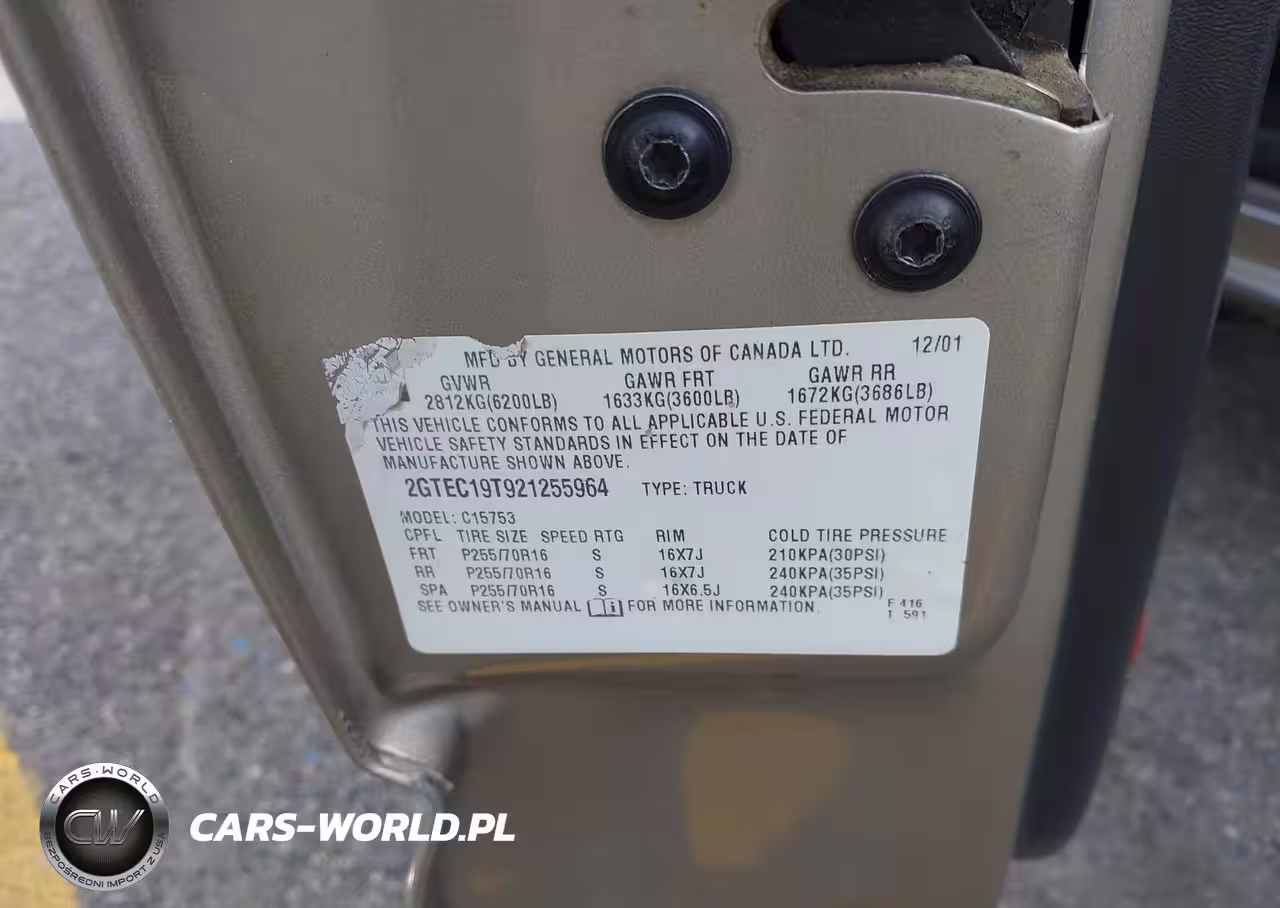 MFD BY GENERAL MOTORS OF CANADA LTD. 12/01
GVWR GAWR FRT GAWR RR
2812KG(6200LB) 1633KG(3600LB) 1672KG(3686LB)
THIS VEHICLE CONFORMS TO ALL APPLICABLE U.S. FEDERAL MOTOR
VEHICLE SAFETY STANDARDS IN EFFECT ON THE DATE OF
MANUFACTURE SHOWN ABOVE.
2GTEC19T921255964 TYPE: TRUCK
MODEL: C15753
CPFL TIRE SIZE SPEED RTG RIM COLD TIRE PRESSURE
FRT P255/70R16 S 16X7J 210KPA(30PSI)
RR P255/70R16 S 16X7J 240KPA(35PSI)
SPA P255/70R16 S 16X6.5J 240KPA(35PSI)
SEE OWNER'S MANUAL i FOR MORE INFORMATION.
F 416
T 591
CARS-WORLD
CW
BEZPOŚREDNI IMPORT Z USA
CARS-WORLD.PL